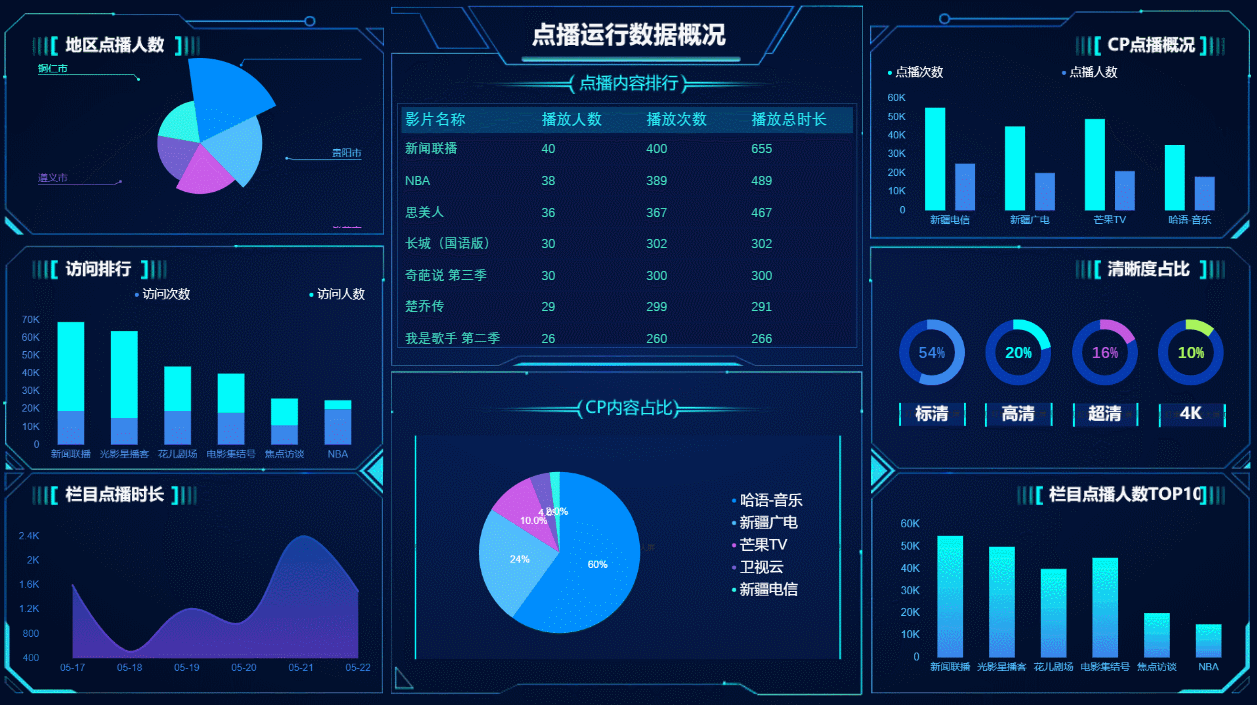 点播运行数据概况
地区点播人数
铜仁市
贵阳市
遵义市
访问排行
访问次数
访问人数
70K
60K
50K
40K
30K
20K
10K
0
新闻联播 光影星播客 花儿剧场 电影集结号 焦点访谈 NBA
栏目点播时长
2.4K
2K
1.6K
1.2K
800
400
05-17 05-18 05-19 05-20 05-21 05-22
点播内容排行
影片名称 播放人数 播放次数 播放总时长
新闻联播 40 400 655
NBA 38 389 489
思美人 36 367 467
长城（国语版） 30 302 302
奇葩说 第三季 30 300 300
楚乔传 29 299 291
我是歌手 第二季 26 260 266
CP内容占比
60%
24%
10.0%
4.0%
2.0%
哈语-音乐
新疆广电
芒果TV
卫视云
新疆电信
CP点播概况
点播次数
点播人数
60K
50K
40K
30K
20K
10K
0
新疆电信 新疆广电 芒果TV 哈语-音乐
清晰度占比
54% 20% 16% 10%
标清 高清 超清 4K
栏目点播人数TOP10
60K
50K
40K
30K
20K
10K
0
新闻联播 光影星播客 花儿剧场 电影集结号 焦点访谈 NBA